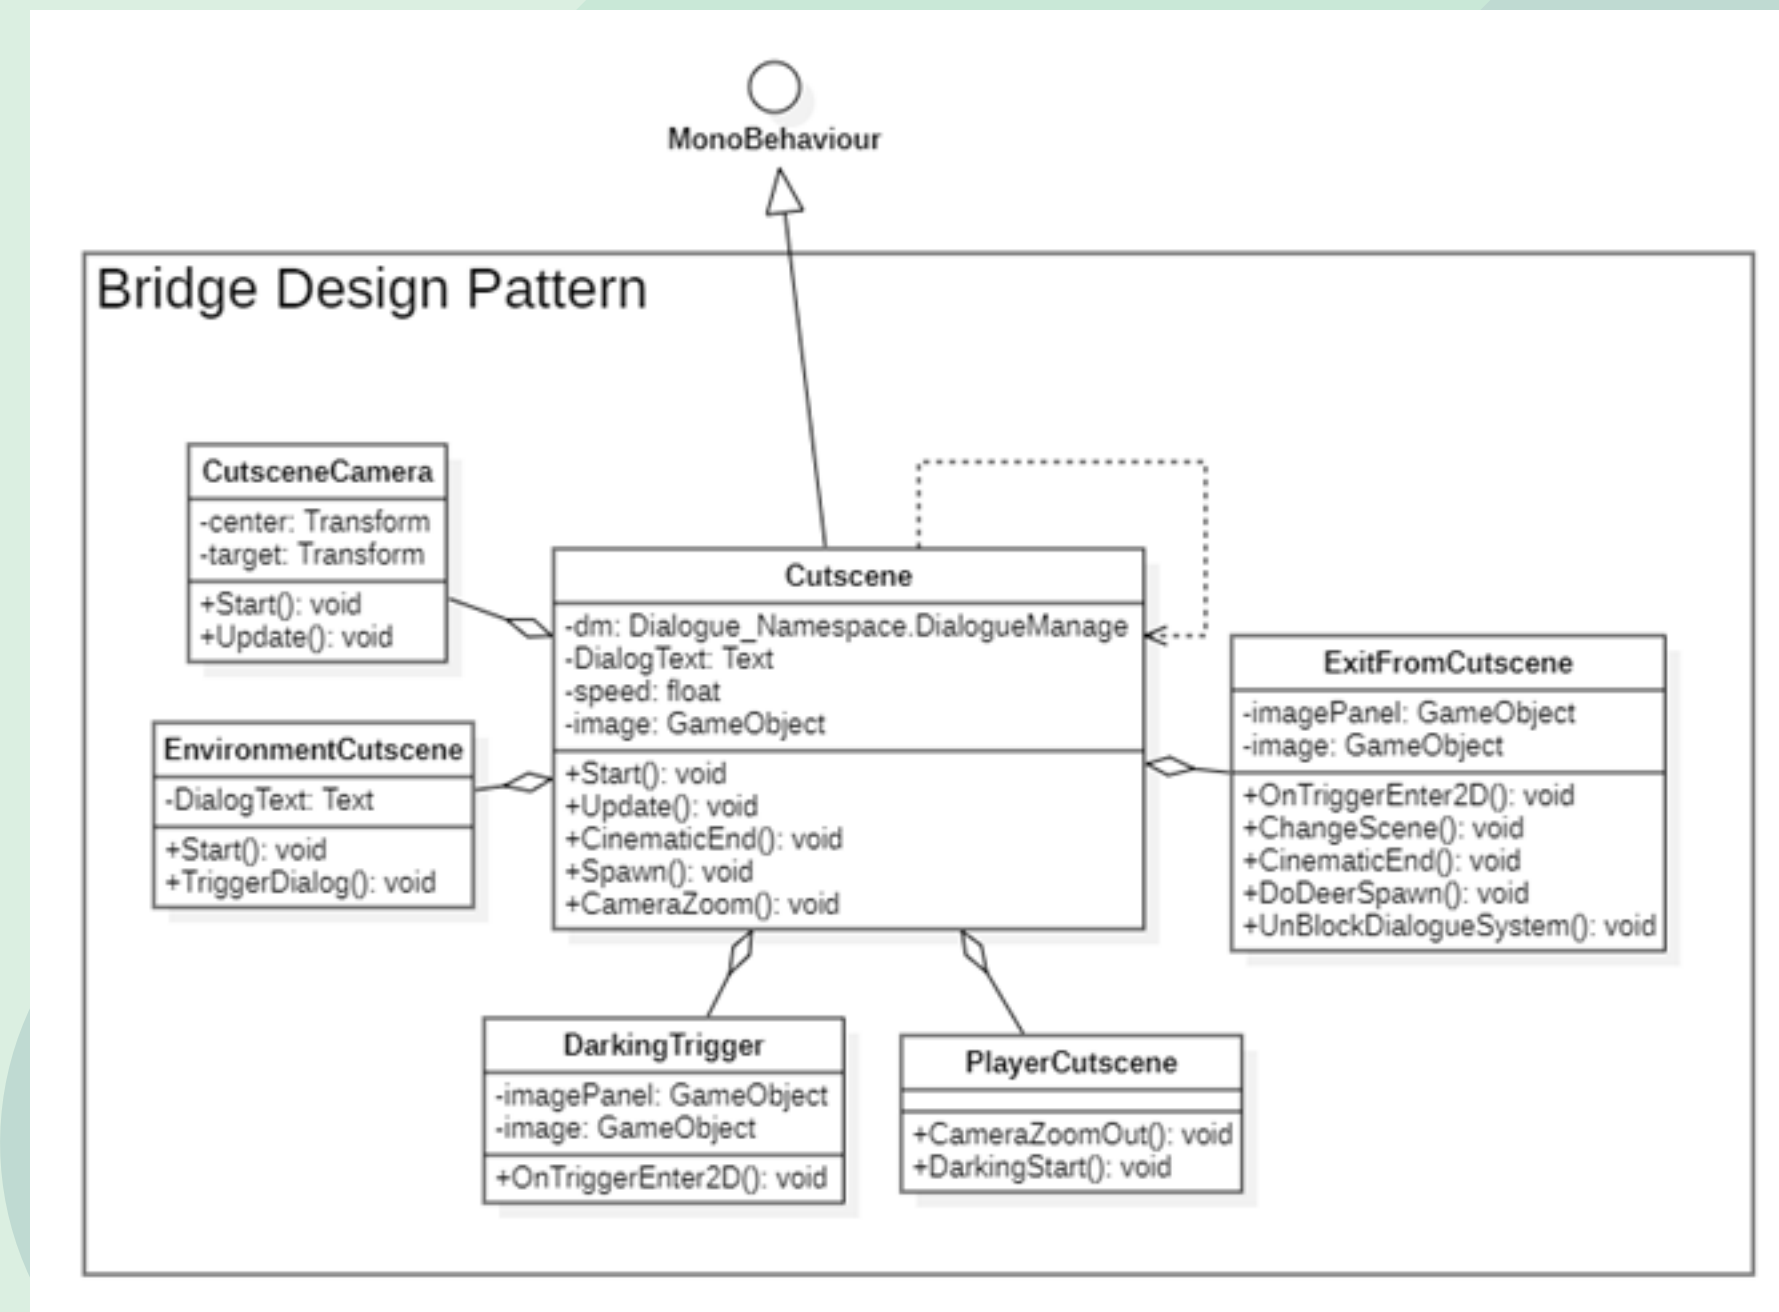 MonoBehaviour
Bridge Design Pattern
CutsceneCamera
-center: Transform
-target: Transform
+Start(): void
+Update(): void
EnvironmentCutscene
-DialogText: Text
+Start(): void
+TriggerDialog(): void
Cutscene
-dm: Dialogue_Namespace.DialogueManage
-DialogText: Text
-speed: float
-image: GameObject
+Start(): void
+Update(): void
+CinematicEnd(): void
+Spawn(): void
+CameraZoom(): void
ExitFromCutscene
-imagePanel: GameObject
-image: GameObject
+OnTriggerEnter2D(): void
+ChangeScene(): void
+CinematicEnd(): void
+DoDeerSpawn(): void
+UnBlockDialogueSystem(): void
DarkingTrigger
-imagePanel: GameObject
-image: GameObject
+OnTriggerEnter2D(): void
PlayerCutscene
+CameraZoomOut(): void
+DarkingStart(): void